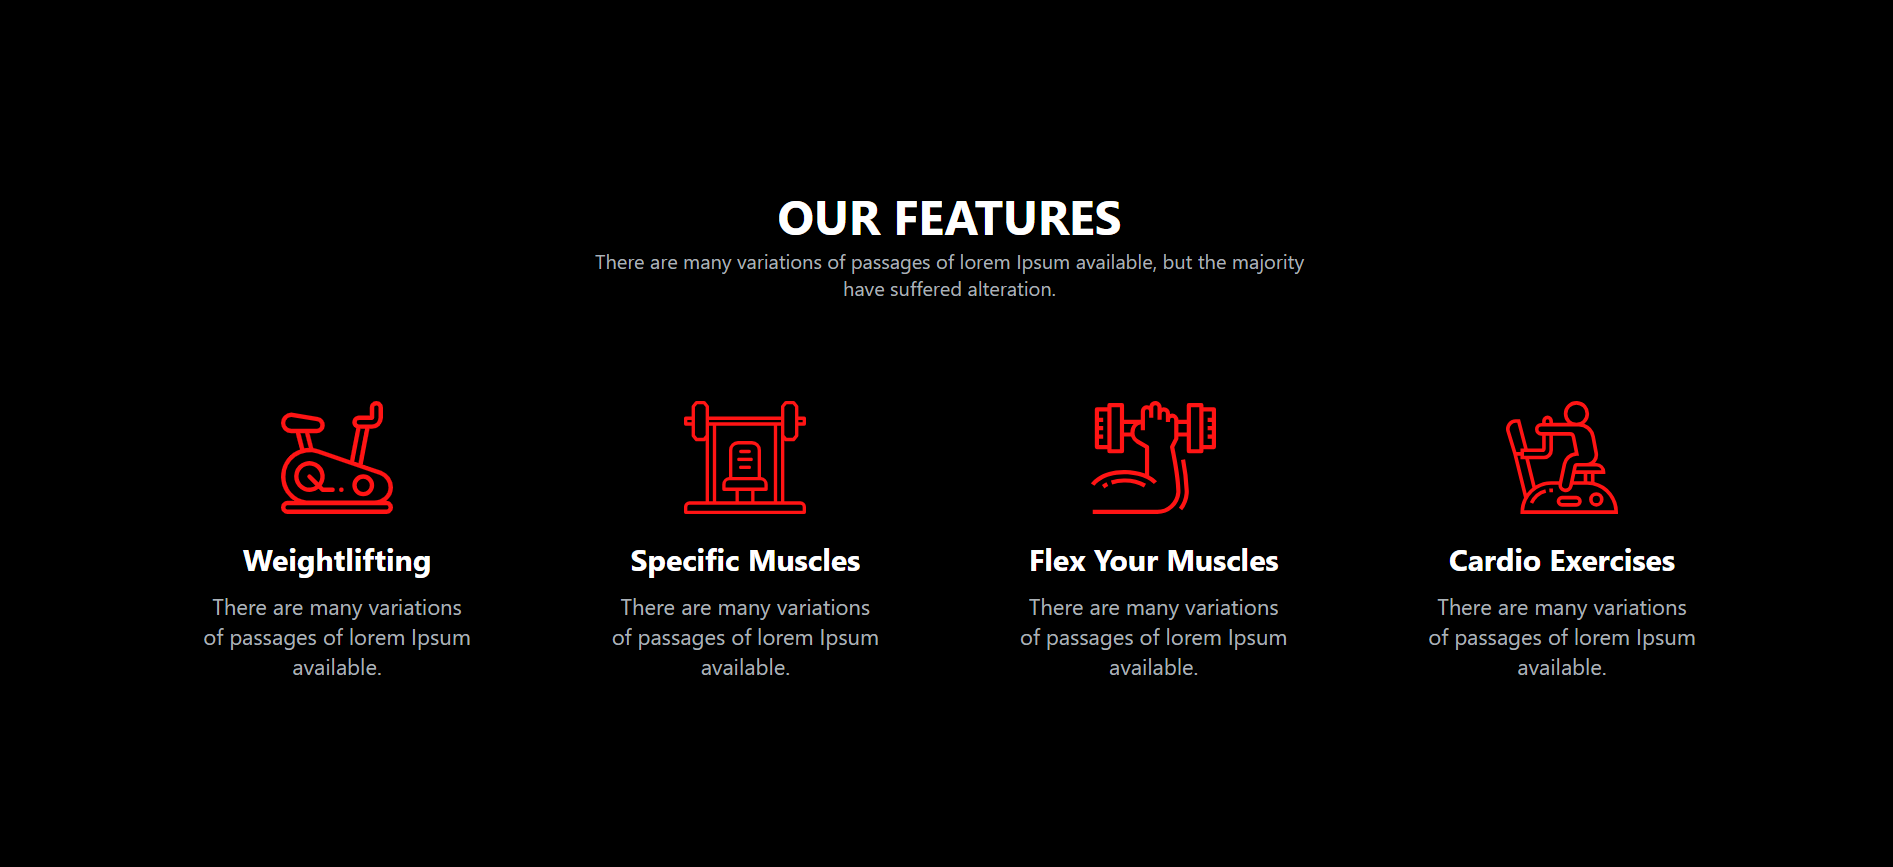 OUR FEATURES
There are many variations of passages of lorem Ipsum available, but the majority
have suffered alteration.
Weightlifting
There are many variations
of passages of lorem Ipsum
available.
Specific Muscles
There are many variations
of passages of lorem Ipsum
available.
Flex Your Muscles
There are many variations
of passages of lorem Ipsum
available.
Cardio Exercises
There are many variations
of passages of lorem Ipsum
available.